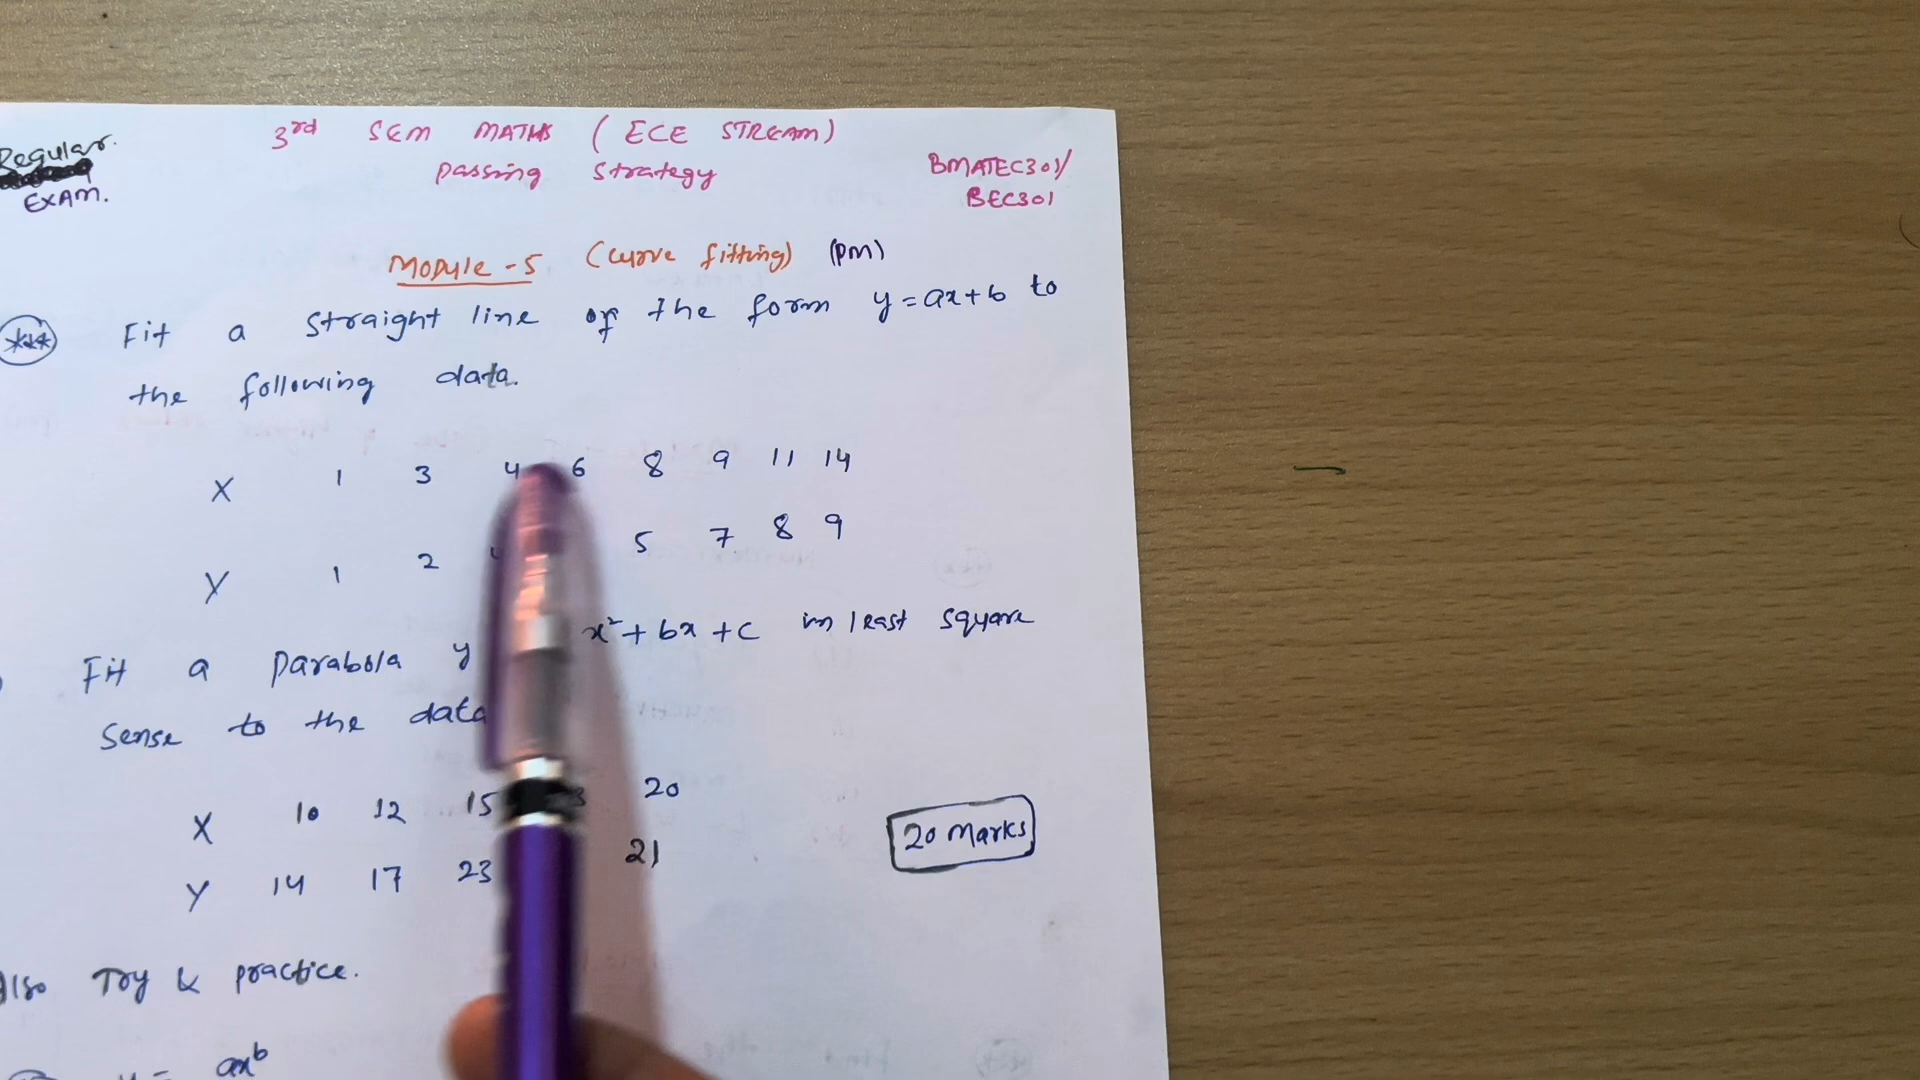 Regular.
EXAM.
3rd SEM MATHS (ECE STREAM)
Passing Strategy
BMATEC301/
BEC301
Module-5 (Curve fitting) (PM)
*** Fit a straight line of the form y=ax+b to
the following data.
X 1 3 4 6 8 9 11 14
Y 1 2 4 5 7 8 9
Fit a Parabola y x²+bx+c in least square
sense to the data
X 10 12 15 20
Y 14 17 23 21
20 Marks
Also Try & practice.
axᵇ